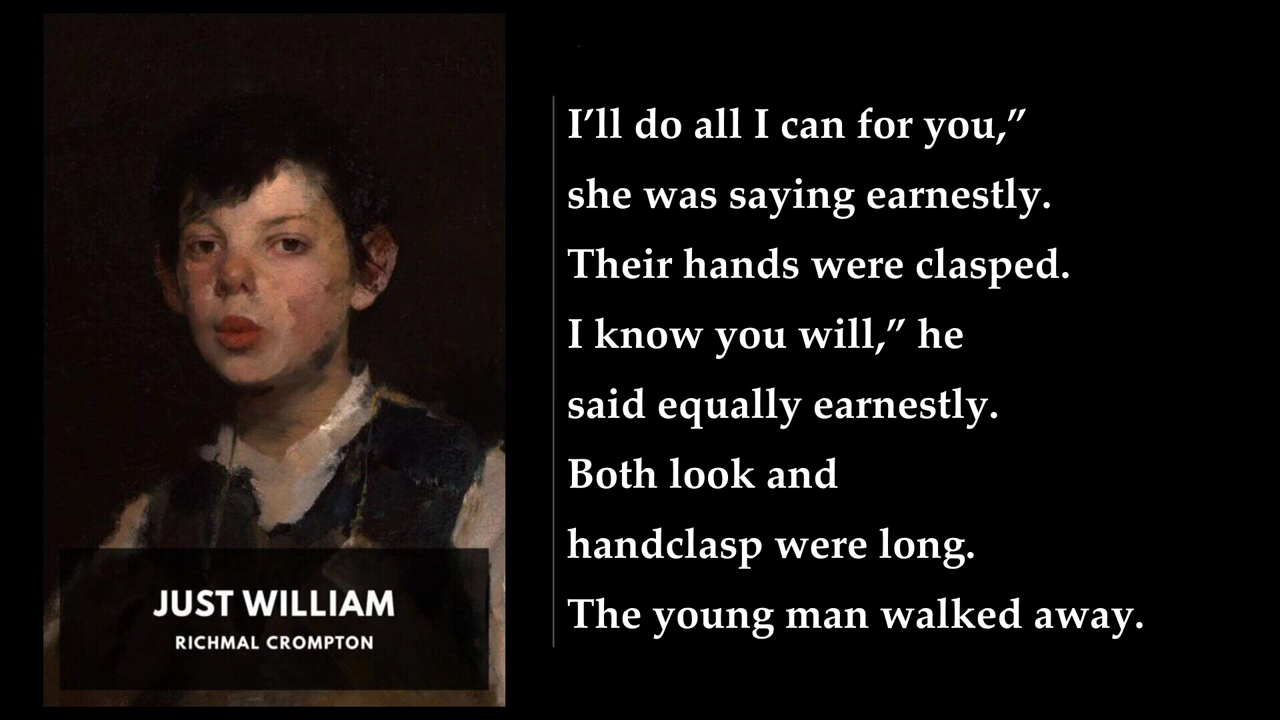 JUST WILLIAM
RICHMAL CROMPTON
I’ll do all I can for you,”
she was saying earnestly.
Their hands were clasped.
I know you will,” he
said equally earnestly.
Both look and
handclasp were long.
The young man walked away.